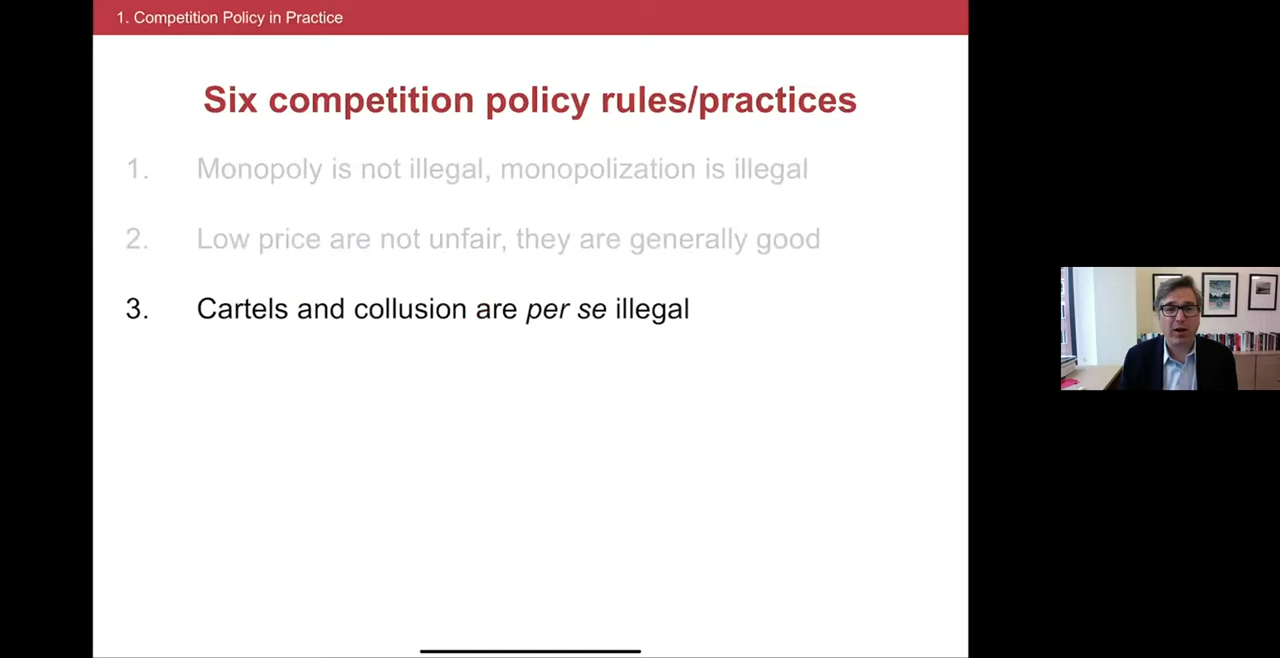 1. Competition Policy in Practice
Six competition policy rules/practices
1. Monopoly is not illegal, monopolization is illegal
2. Low price are not unfair, they are generally good
3. Cartels and collusion are per se illegal